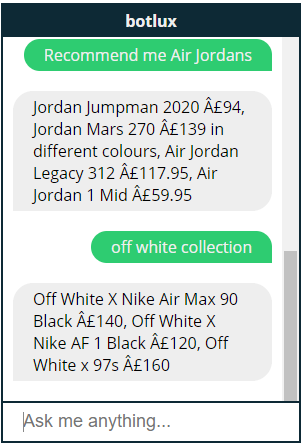 botlux
Recommend me Air Jordans
Jordan Jumpman 2020 Â£94,
Jordan Mars 270 Â£139 in
different colours, Air Jordan
Legacy 312 Â£117.95, Air
Jordan 1 Mid Â£59.95
off white collection
Off White X Nike Air Max 90
Black Â£140, Off White X
Nike AF 1 Black Â£120, Off
White x 97s Â£160
Ask me anything...